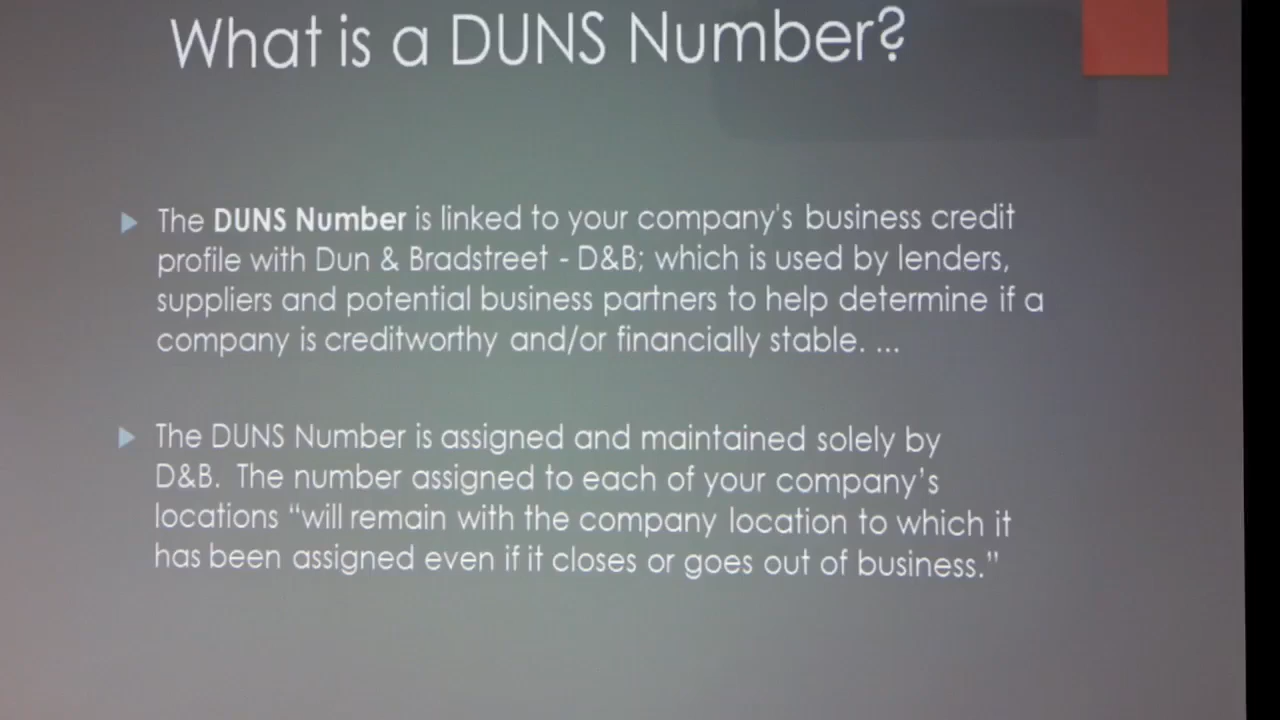 What is a DUNS Number?
The DUNS Number is linked to your company's business credit
profile with Dun & Bradstreet - D&B; which is used by lenders,
suppliers and potential business partners to help determine if a
company is creditworthy and/or financially stable. ...
The DUNS Number is assigned and maintained solely by
D&B.  The number assigned to each of your company’s
locations “will remain with the company location to which it
has been assigned even if it closes or goes out of business.”